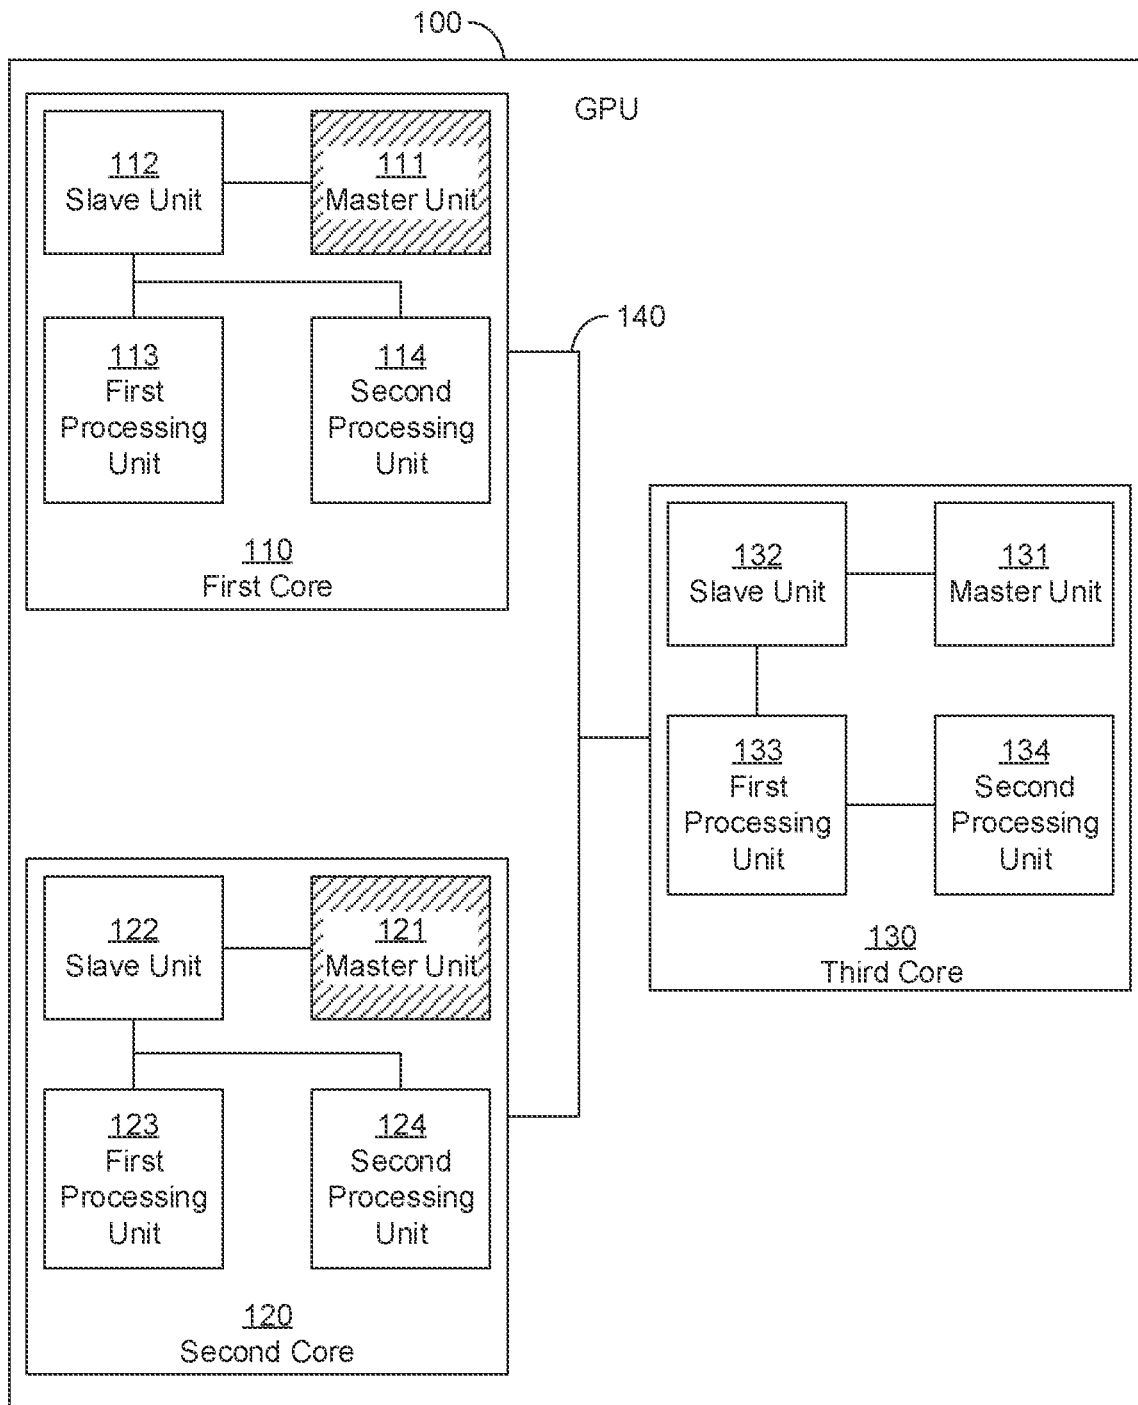 100
GPU
112
Slave Unit
111
Master Unit
113
First
Processing
Unit
114
Second
Processing
Unit
110
First Core
140
132
Slave Unit
131
Master Unit
133
First
Processing
Unit
134
Second
Processing
Unit
130
Third Core
122
Slave Unit
121
Master Unit
123
First
Processing
Unit
124
Second
Processing
Unit
120
Second Core